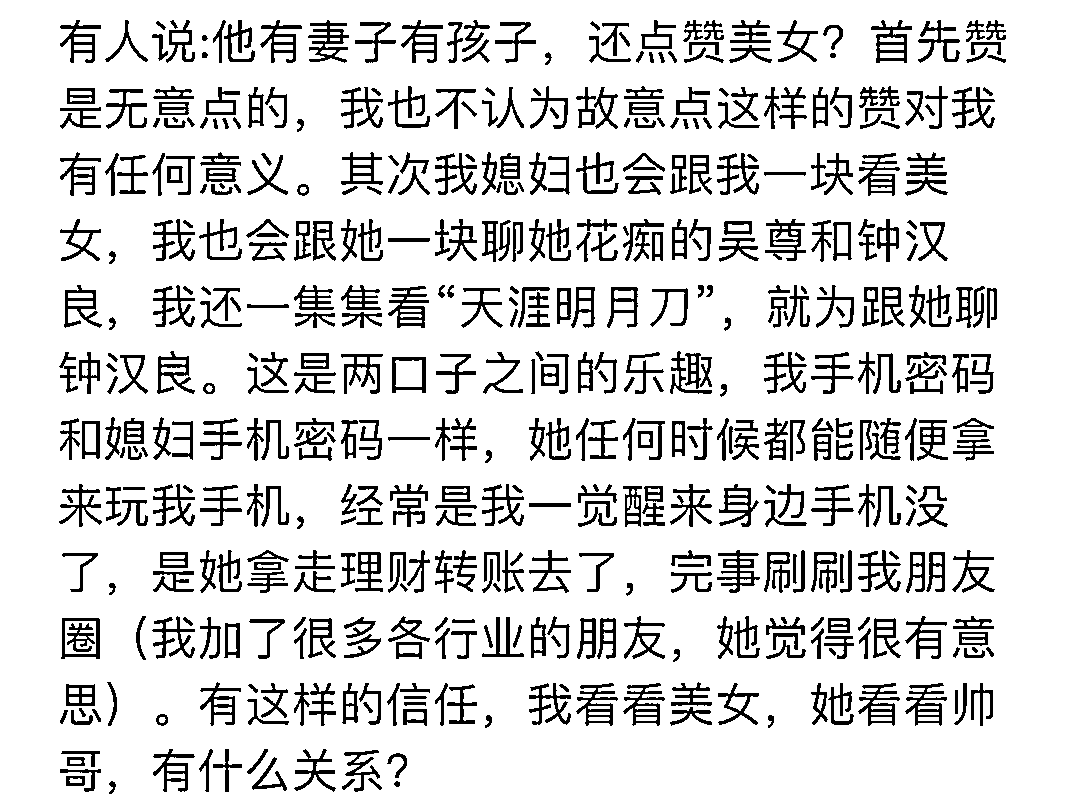 有人说:他有妻子有孩子，还点赞美女？首先赞
是无意点的，我也不认为故意点这样的赞对我
有任何意义。其次我媳妇也会跟我一块看美
女，我也会跟她一块聊她花痴的吴尊和钟汉
良，我还一集集看“天涯明月刀”，就为跟她聊
钟汉良。这是两口子之间的乐趣，我手机密码
和媳妇手机密码一样，她任何时候都能随便拿
来玩我手机，经常是我一觉醒来身边手机没
了，是她拿走理财转账去了，完事刷刷我朋友
圈（我加了很多各行业的朋友，她觉得很有意
思）。有这样的信任，我看看美女，她看看帅
哥，有什么关系？